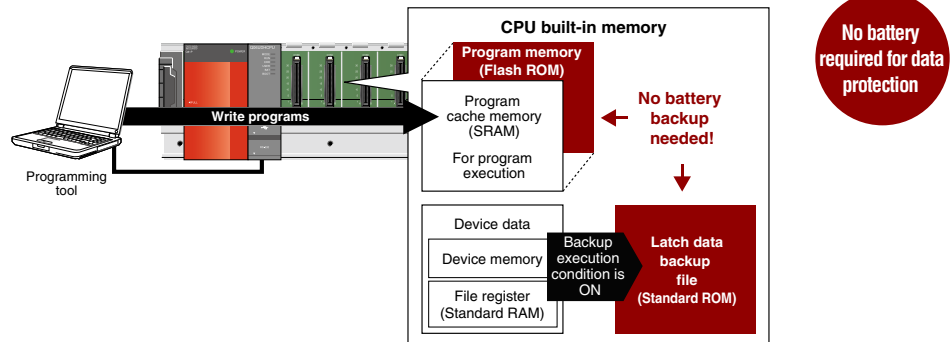 CPU built-in memory
No battery
required for data
protection
Program memory
(Flash ROM)
Program
cache memory
(SRAM)
For program
execution
No battery
backup
needed!
Write programs
Programming
tool
Device data
Device memory
File register
(Standard RAM)
Backup
execution
condition is
ON
Latch data
backup
file
(Standard ROM)